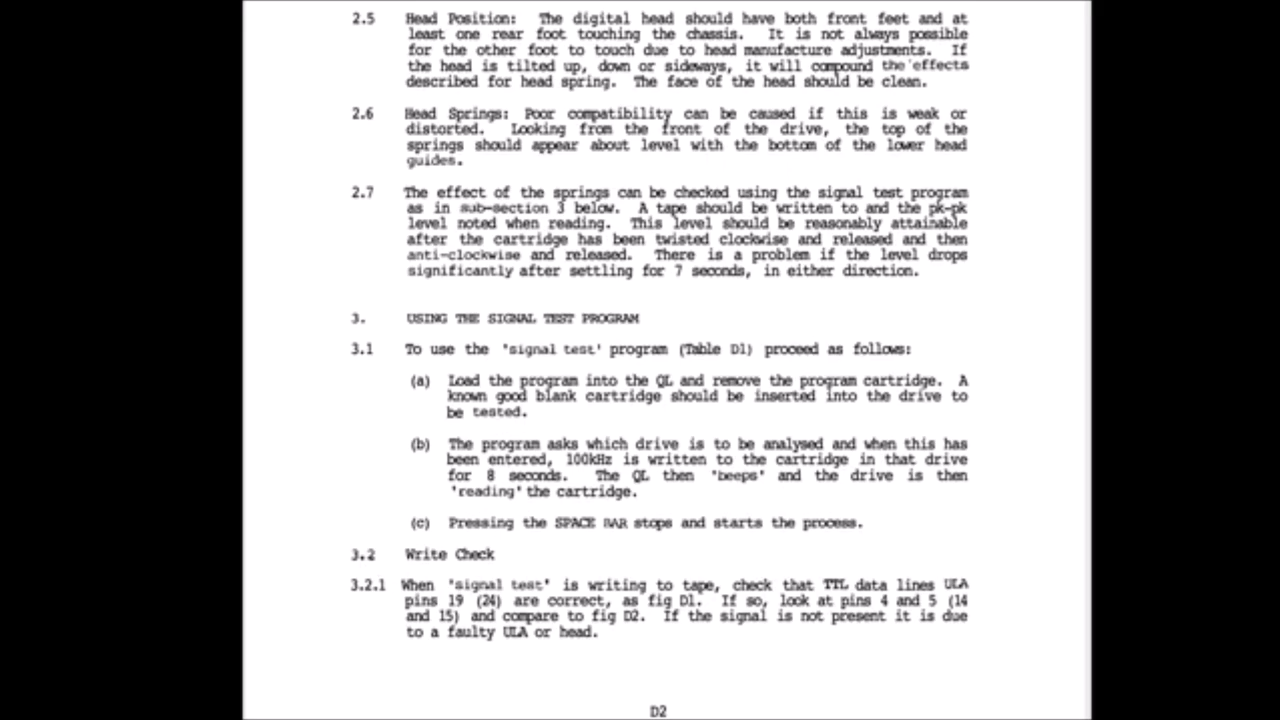 2.5 Head Position: The digital head should have both front feet and at
least one rear foot touching the chassis. It is not always possible
for the other foot to touch due to head manufacture adjustments. If
the head is tilted up, down or sideways, it will compound the effects
described for head spring. The face of the head should be clean.
2.6 Head Springs: Poor compatibility can be caused if this is weak or
distorted. Looking from the front of the drive, the top of the
springs should appear about level with the bottom of the lower head
guides.
2.7 The effect of the springs can be checked using the signal test program
as in sub-section 3 below. A tape should be written to and the pk-pk
level noted when reading. This level should be reasonably attainable
after the cartridge has been twisted clockwise and released and then
anti-clockwise and released. There is a problem if the level drops
significantly after settling for 7 seconds, in either direction.
3. USING THE SIGNAL TEST PROGRAM
3.1 To use the 'signal test' program (Table D1) proceed as follows:
(a) Load the program into the QL and remove the program cartridge. A
known good blank cartridge should be inserted into the drive to
be tested.
(b) The program asks which drive is to be analysed and when this has
been entered, 100kHz is written to the cartridge in that drive
for 8 seconds. The QL then 'beeps' and the drive is then
'reading' the cartridge.
(c) Pressing the SPACE BAR stops and starts the process.
3.2 Write Check
3.2.1 When 'signal test' is writing to tape, check that TTL data lines ULA
pins 19 (24) are correct, as fig D1. If so, look at pins 4 and 5 (14
and 15) and compare to fig D2. If the signal is not present it is due
to a faulty ULA or head.
D2